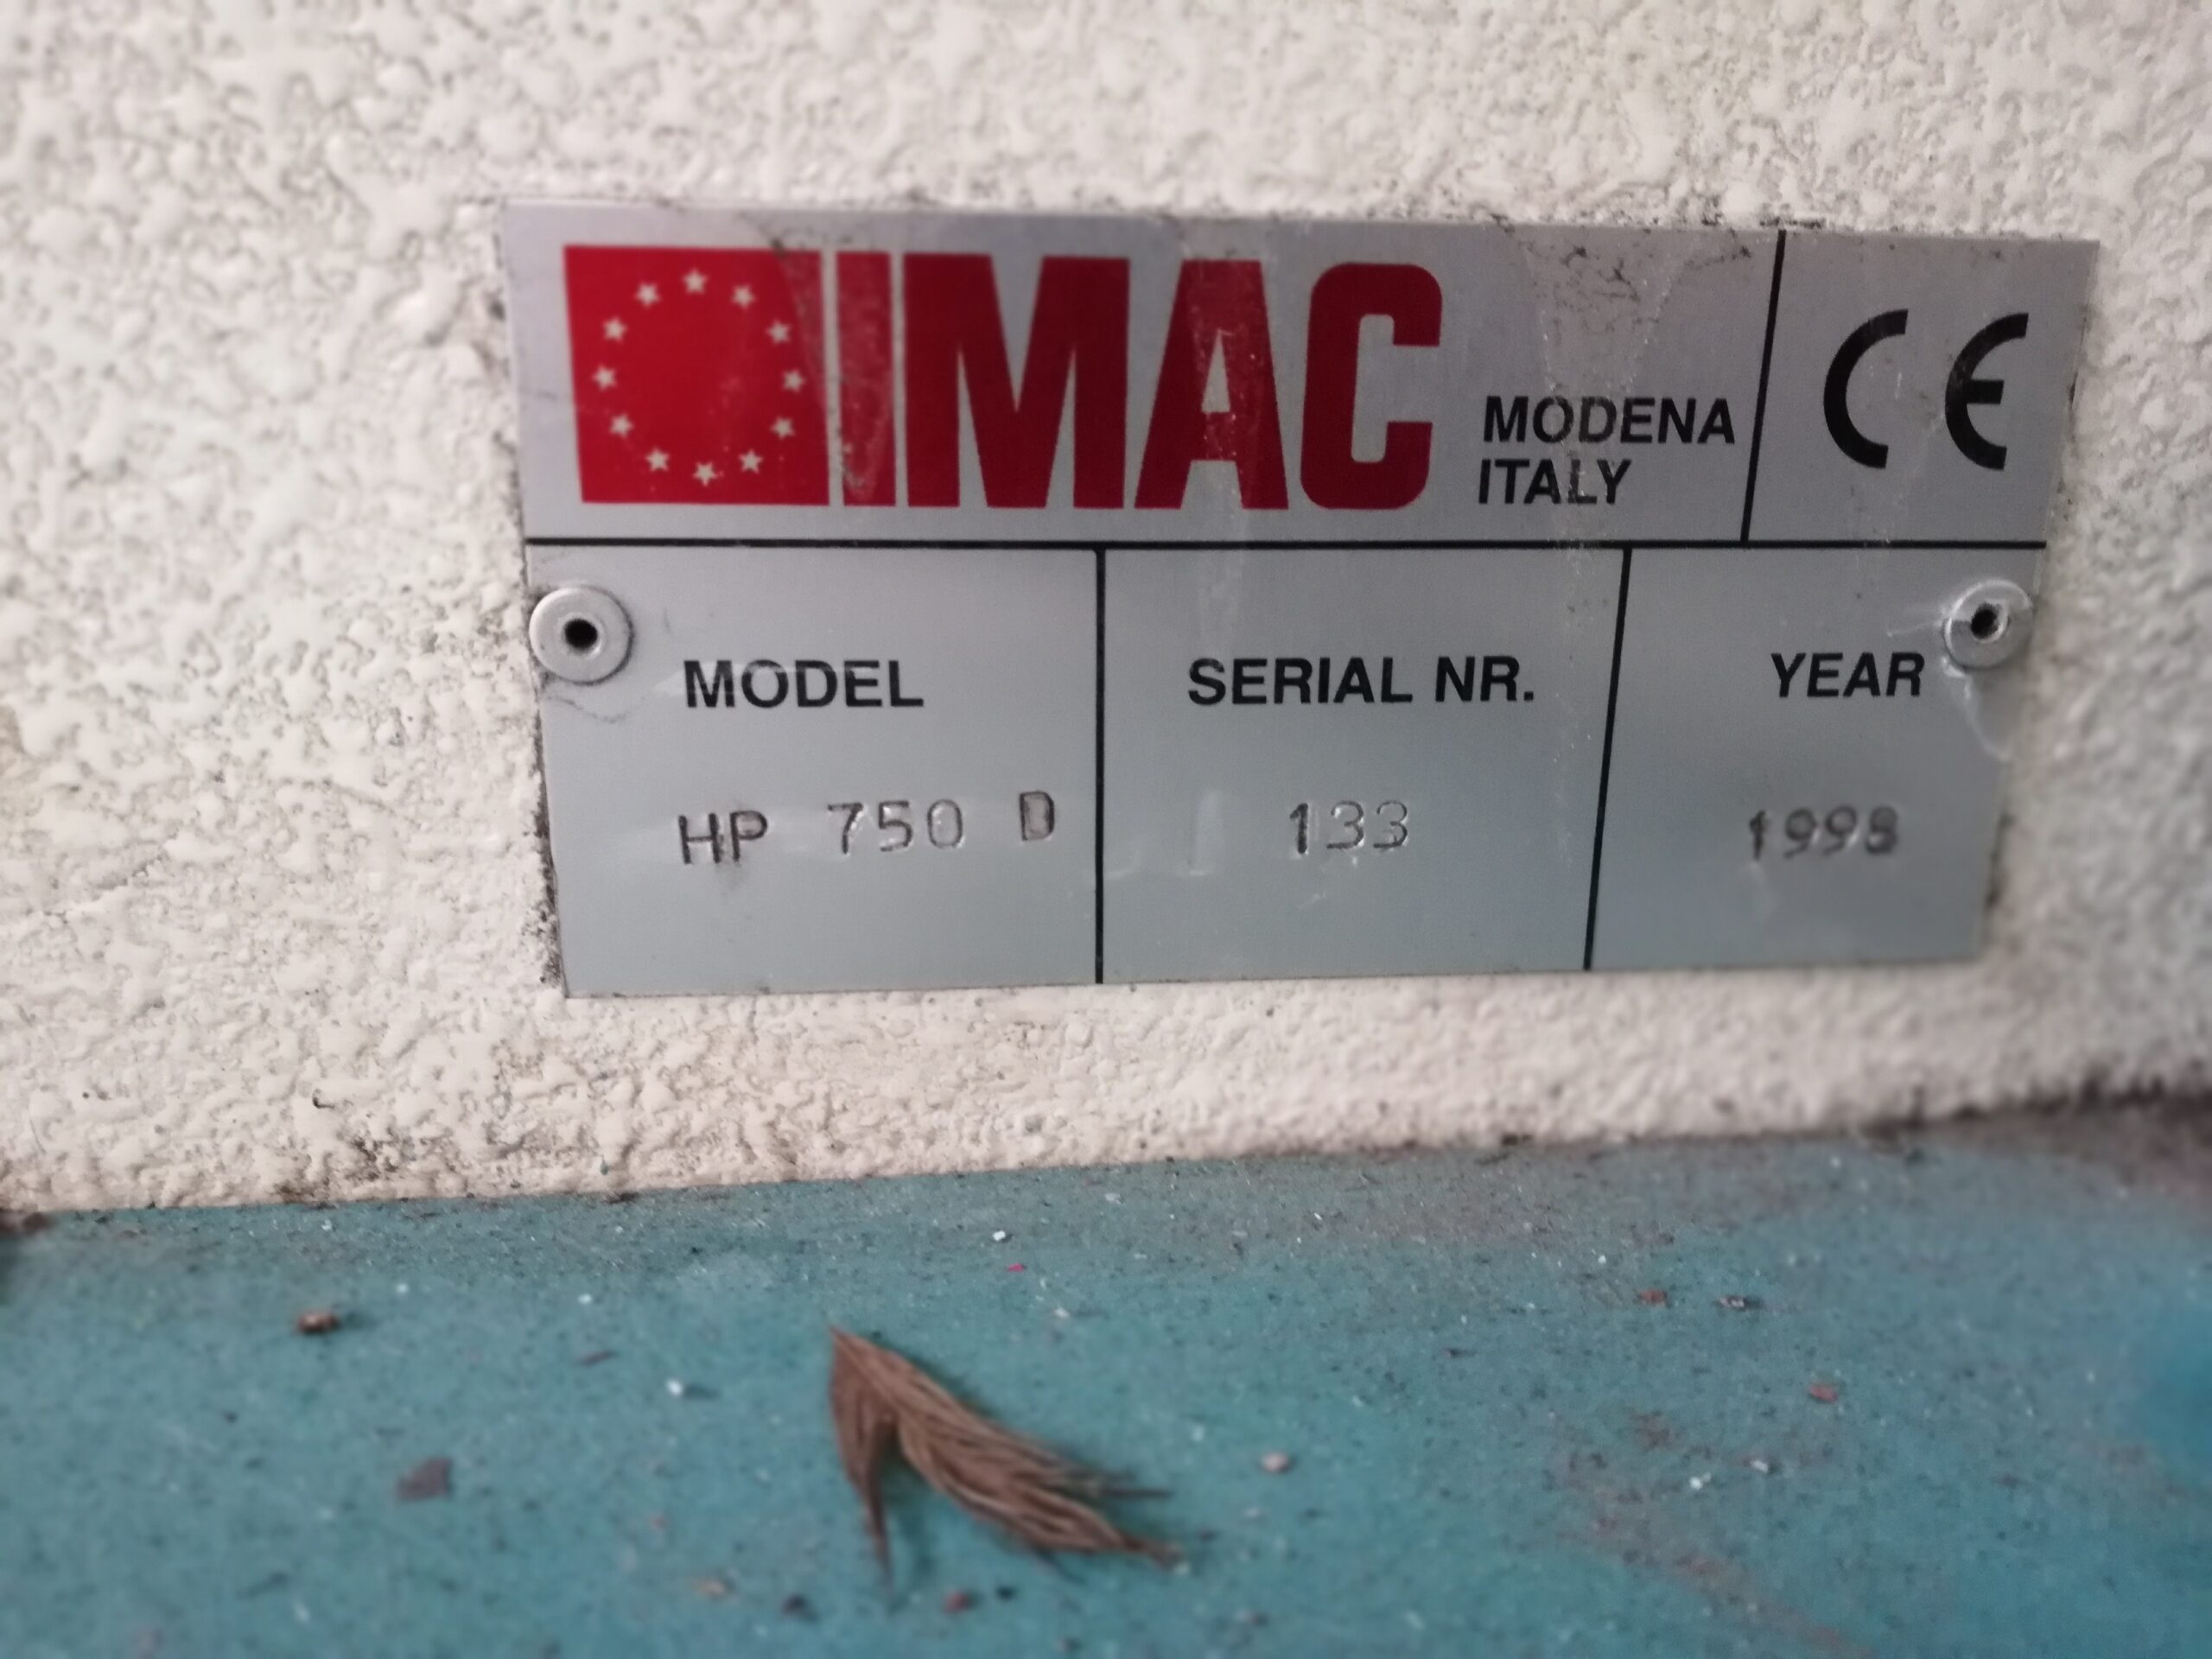 IMAC
MODENA
ITALY
CE
MODEL
SERIAL NR.
YEAR
HP 750 D
133
1998